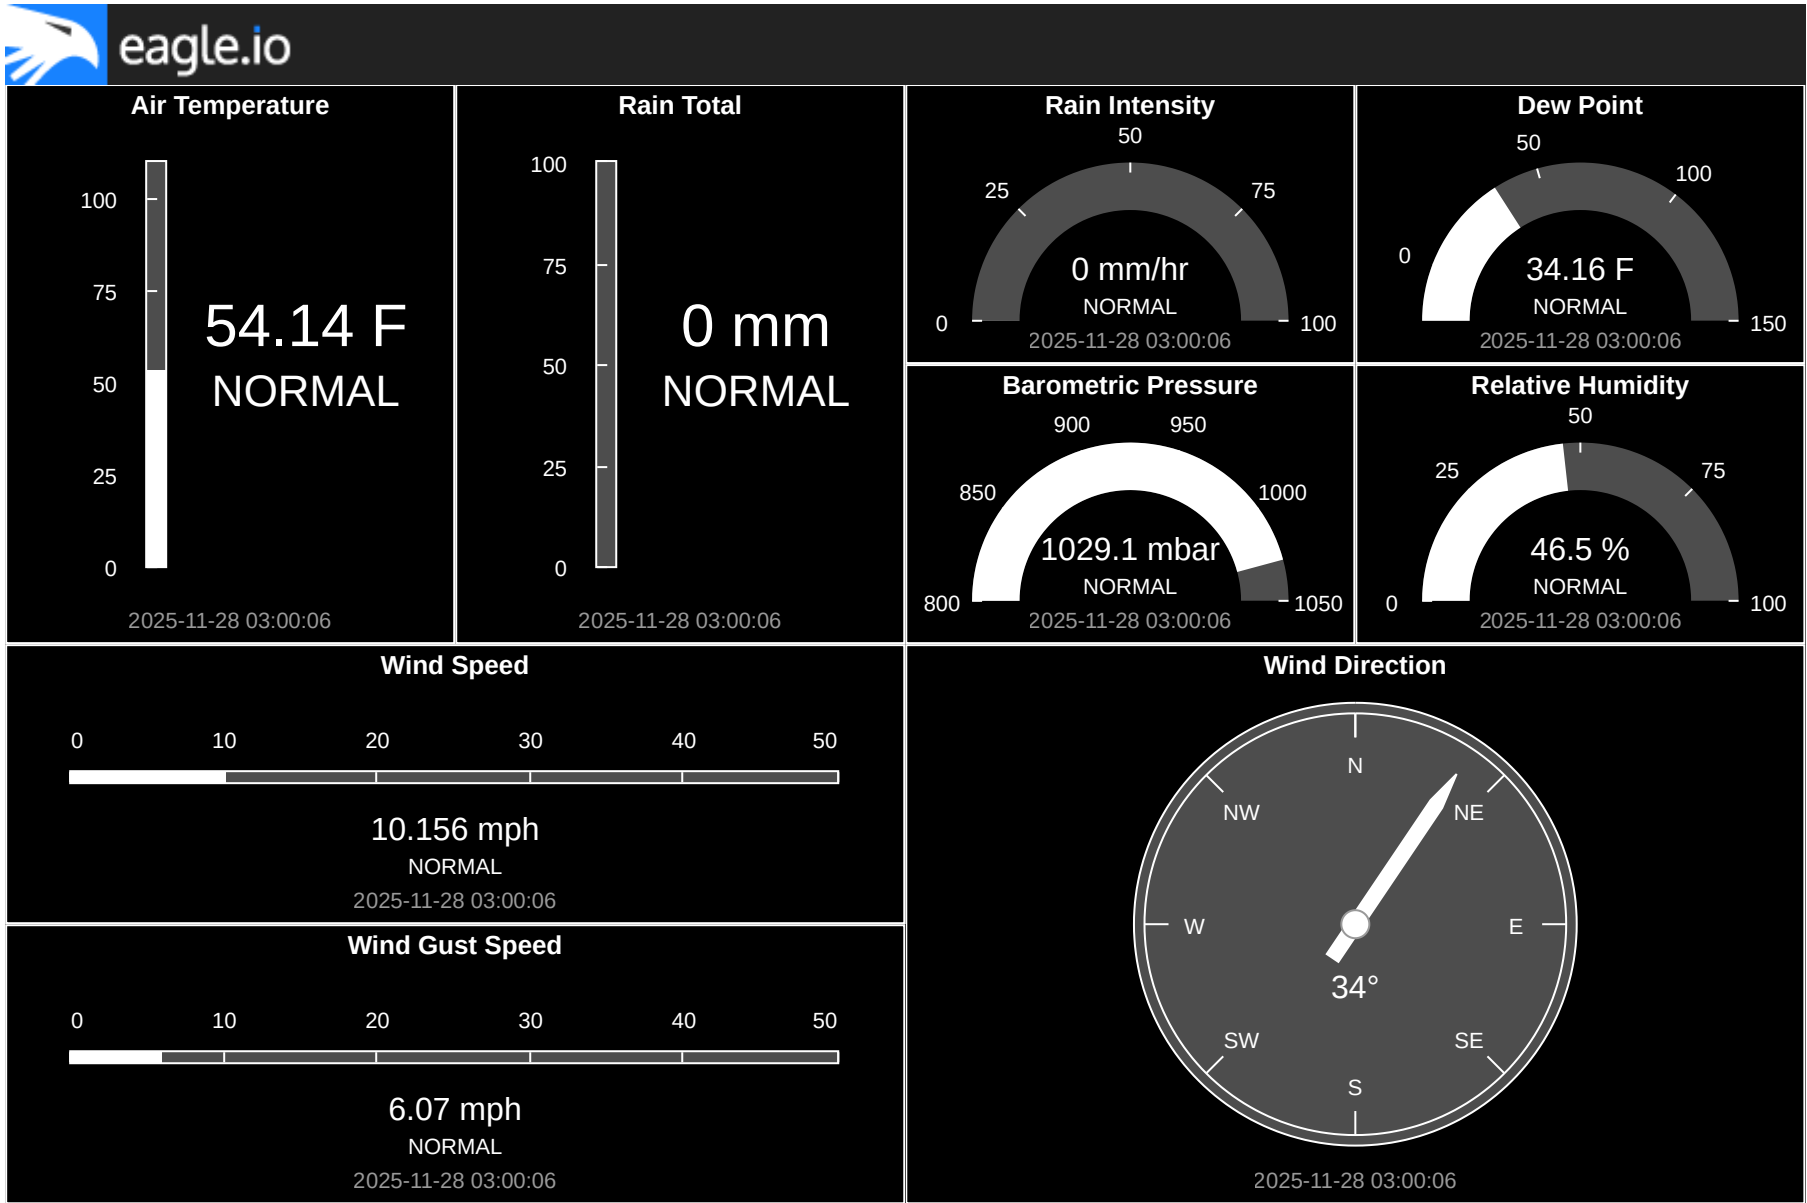 eagle.io
Air Temperature
100
75
50
25
0
54.14 F
NORMAL
2025-11-28 03:00:06
Rain Total
100
75
50
25
0
0 mm
NORMAL
2025-11-28 03:00:06
Rain Intensity
50
25
75
0
100
0 mm/hr
NORMAL
2025-11-28 03:00:06
Dew Point
50
100
0
150
34.16 F
NORMAL
2025-11-28 03:00:06
Barometric Pressure
900
950
850
1000
800
1050
1029.1 mbar
NORMAL
2025-11-28 03:00:06
Relative Humidity
50
25
75
0
100
46.5 %
NORMAL
2025-11-28 03:00:06
Wind Speed
0 10 20 30 40 50
10.156 mph
NORMAL
2025-11-28 03:00:06
Wind Gust Speed
0 10 20 30 40 50
6.07 mph
NORMAL
2025-11-28 03:00:06
Wind Direction
N
NW NE
W E
34°
SW SE
S
2025-11-28 03:00:06